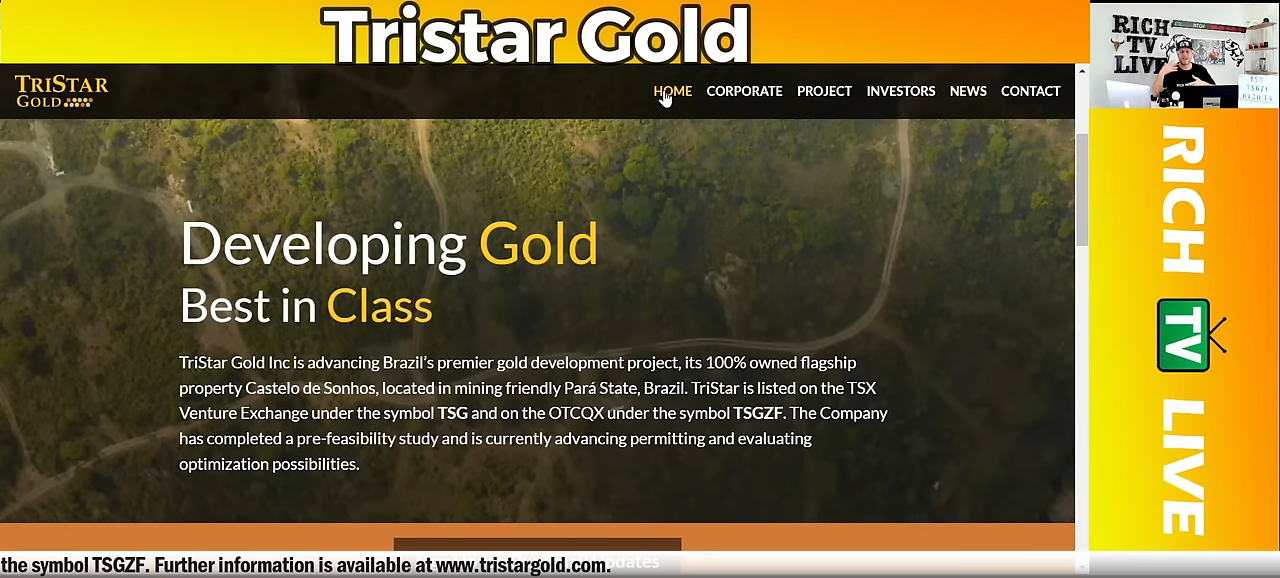 Tristar Gold
TRISTAR
GOLD
HOME CORPORATE PROJECT INVESTORS NEWS CONTACT
Developing Gold
Best in Class
TriStar Gold Inc is advancing Brazil's premier gold development project, its 100% owned flagship
property Castelo de Sonhos, located in mining friendly Pará State, Brazil. TriStar is listed on the TSX
Venture Exchange under the symbol TSG and on the OTCQX under the symbol TSGZF. The Company
has completed a pre-feasibility study and is currently advancing permitting and evaluating
optimization possibilities.
the symbol TSGZF. Further information is available at www.tristargold.com.
RICH
TV
LIVE
TSG
TSGZF
RICH TV
RICH
TV
LIVE